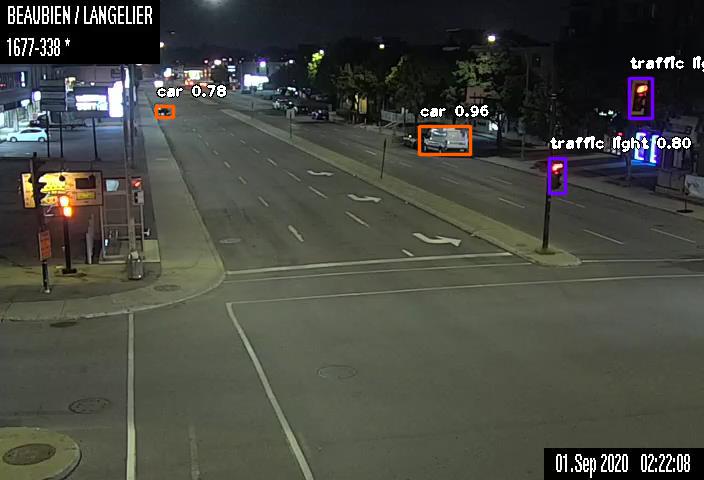 BEAUBIEN / LANGELIER
1677-338 *
car 0.78
car 0.96
traffic lig
traffic light 0.80
01.Sep 2020 02:22:08